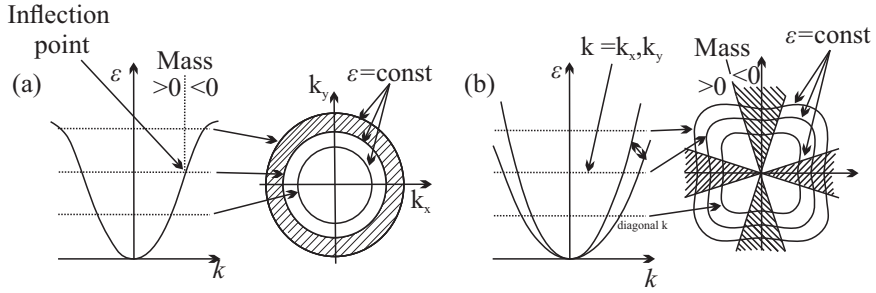 Inflection
point
(a)
ε
Mass
>0 <0
k
k_y
ε=const
k_x
(b)
ε
k =k_x,k_y
diagonal k
k
Mass
>0 <0
ε=const